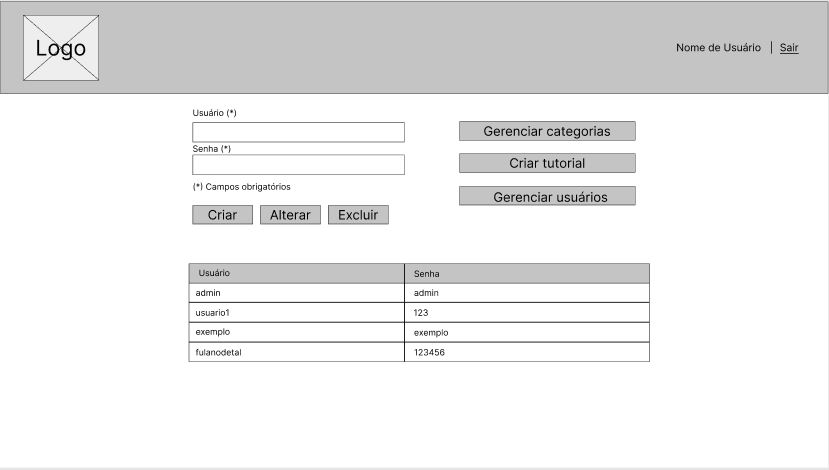 Logo
Nome de Usuário | Sair
Usuário (*)
Senha (*)
(*) Campos obrigatórios
Criar Alterar Excluir
Gerenciar categorias
Criar tutorial
Gerenciar usuários
Usuário Senha
admin admin
usuario1 123
exemplo exemplo
fulanodetal 123456